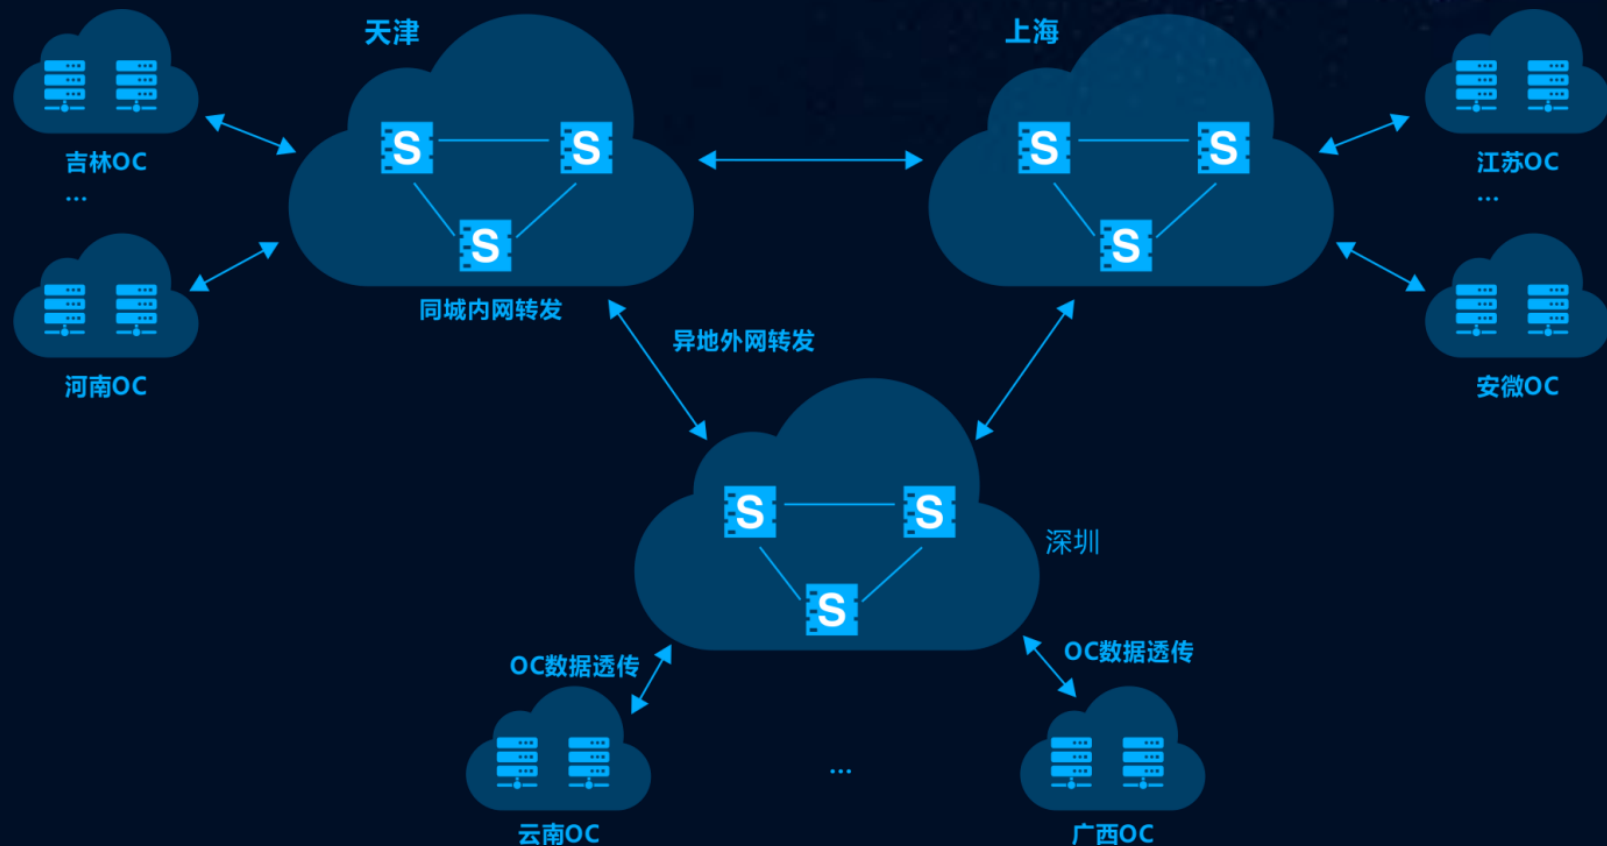 天津
上海
S
S
S
S
S
S
吉林OC
...
江苏OC
...
同城内网转发
异地外网转发
河南OC
安微OC
S
S
S
深圳
OC数据透传
OC数据透传
...
云南OC
广西OC